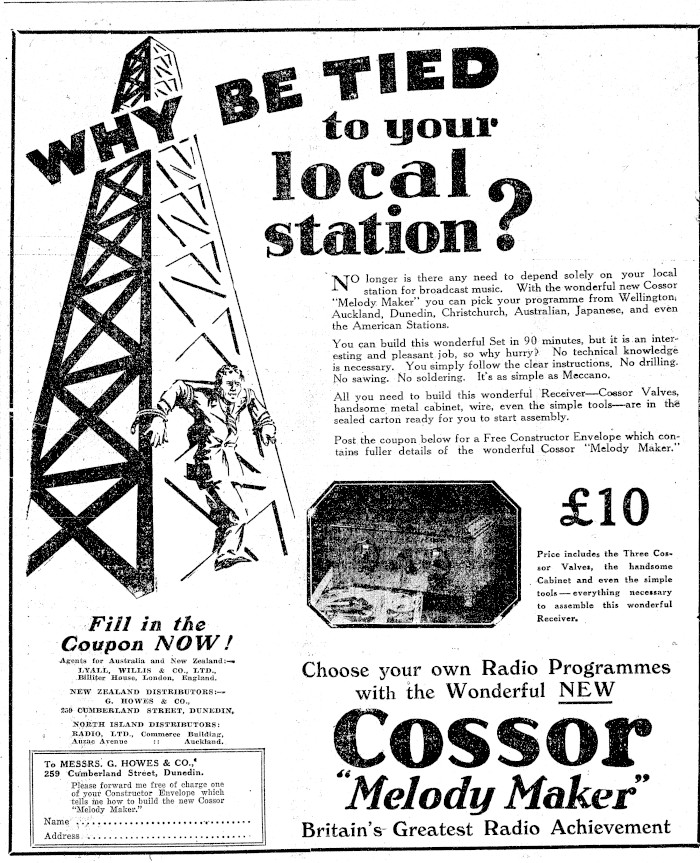 WHY BE TIED
to your
local
station?
NO longer is there any need to depend solely on your local
station for broadcast music. With the wonderful new Cossor
"Melody Maker" you can pick your programme from Wellington,
Auckland, Dunedin, Christchurch, Australian, Japanese, and even
the American Stations.
You can build this wonderful Set in 90 minutes, but it is an inter-
esting and pleasant job, so why hurry? No technical knowledge
is necessary. You simply follow the clear instructions. No drilling.
No sawing. No soldering. It's as simple as Meccano.
All you need to build this wonderful Receiver—Cossor Valves,
handsome metal cabinet, wire, even the simple tools—are in the
sealed carton ready for you to start assembly.
Post the coupon below for a Free Constructor Envelope which con-
tains fuller details of the wonderful Cossor "Melody Maker."
£10
Price includes the Three Cos-
sor Valves, the handsome
Cabinet and even the simple
tools—everything necessary
to assemble this wonderful
Receiver.
Fill in the
Coupon NOW!
Agents for Australia and New Zealand:—
LYALL, WILLIS & CO., LTD.,
Billiter House, London, England.
NEW ZEALAND DISTRIBUTORS:—
G. HOWES & CO.,
259 CUMBERLAND STREET, DUNEDIN.
NORTH ISLAND DISTRIBUTORS:
RADIO, LTD., Commerce Building,
Anzac Avenue :: Auckland.
To MESSRS. G. HOWES & CO.,
259 Cumberland Street, Dunedin.
Please forward me free of charge one
of your Constructor Envelope which
tells me how to build the new Cossor
"Melody Maker."
Name ..............................
Address ............................
Choose your own Radio Programmes
with the Wonderful NEW
Cossor
"Melody Maker"
Britain's Greatest Radio Achievement